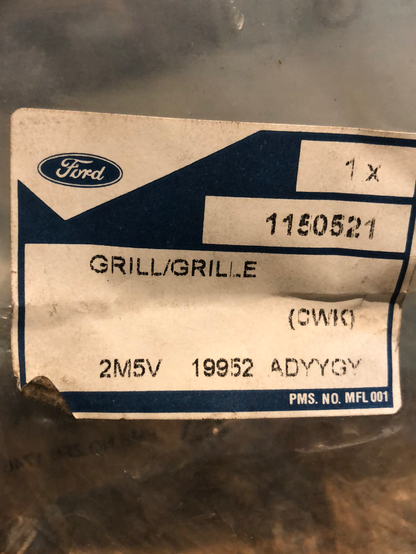 Ford
1 x
1150521
GRILL/GRILLE
(CWK)
2M5V 19952 ADYYGY
PMS. NO. MFL 001